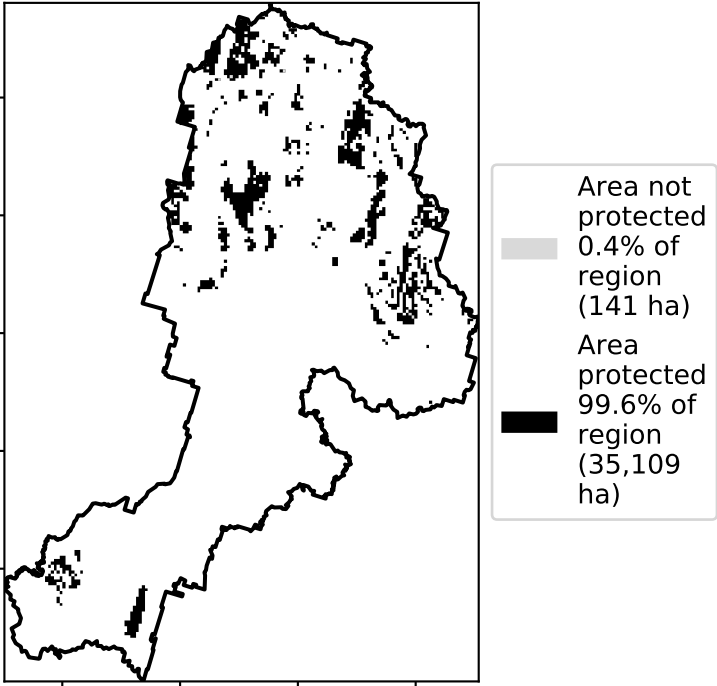 Area not
protected
0.4% of
region
(141 ha)
Area
protected
99.6% of
region
(35,109
ha)